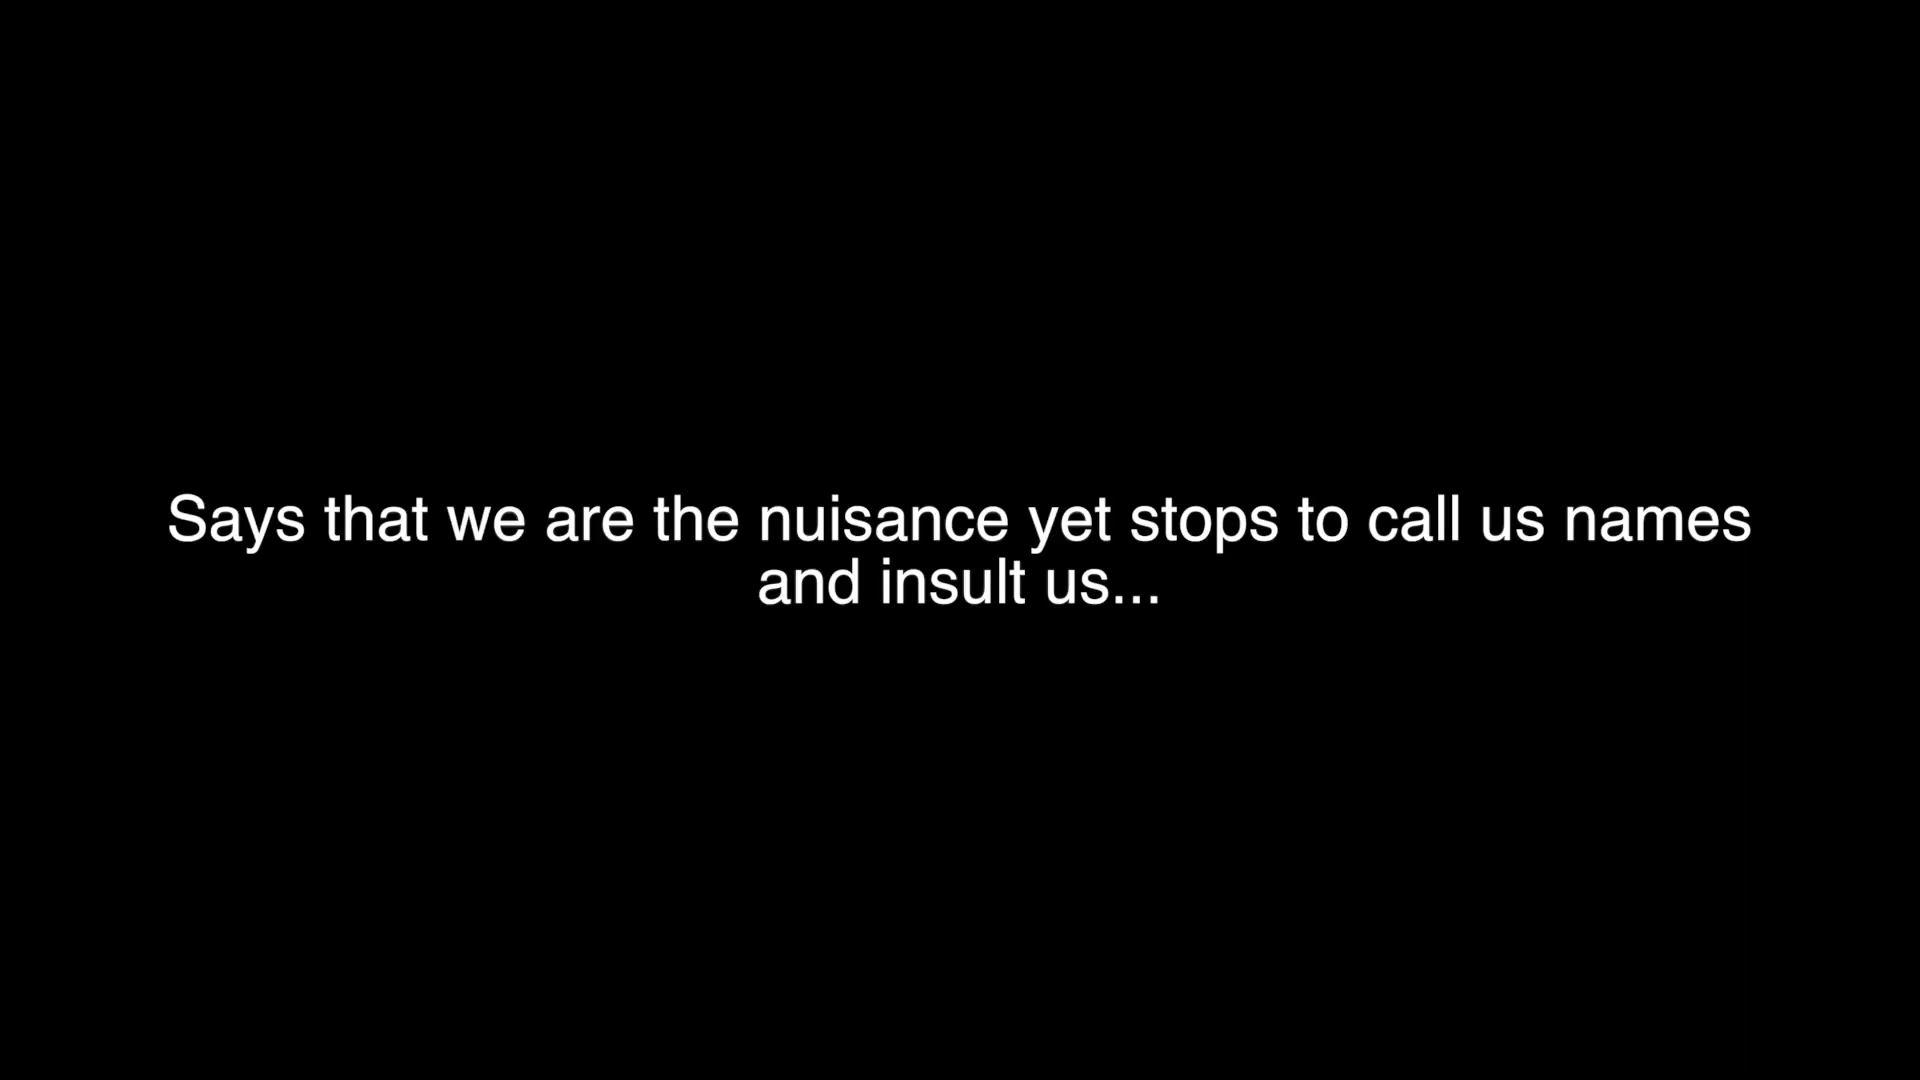 Says that we are the nuisance yet stops to call us names
and insult us...